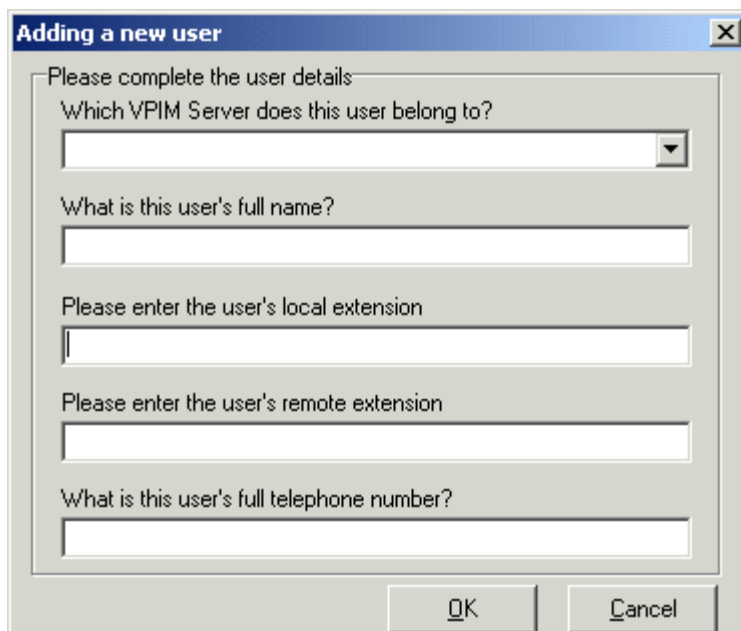 Adding a new user
Please complete the user details
Which VPIM Server does this user belong to?
What is this user's full name?
Please enter the user's local extension
Please enter the user's remote extension
What is this user's full telephone number?
OK Cancel